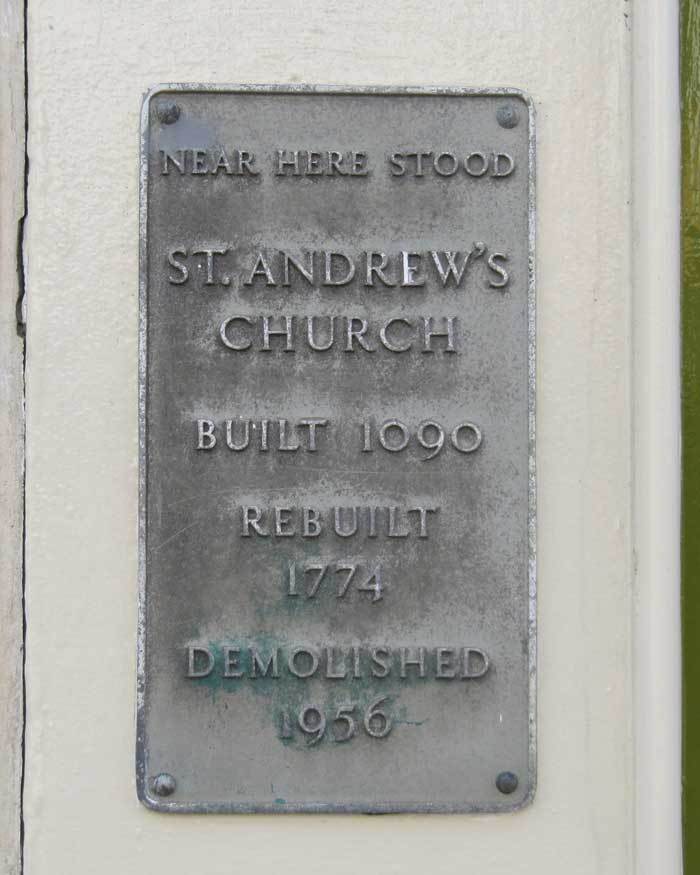 NEAR HERE STOOD
ST. ANDREW'S
CHURCH
BUILT 1090
REBUILT
1774
DEMOLISHED
1956